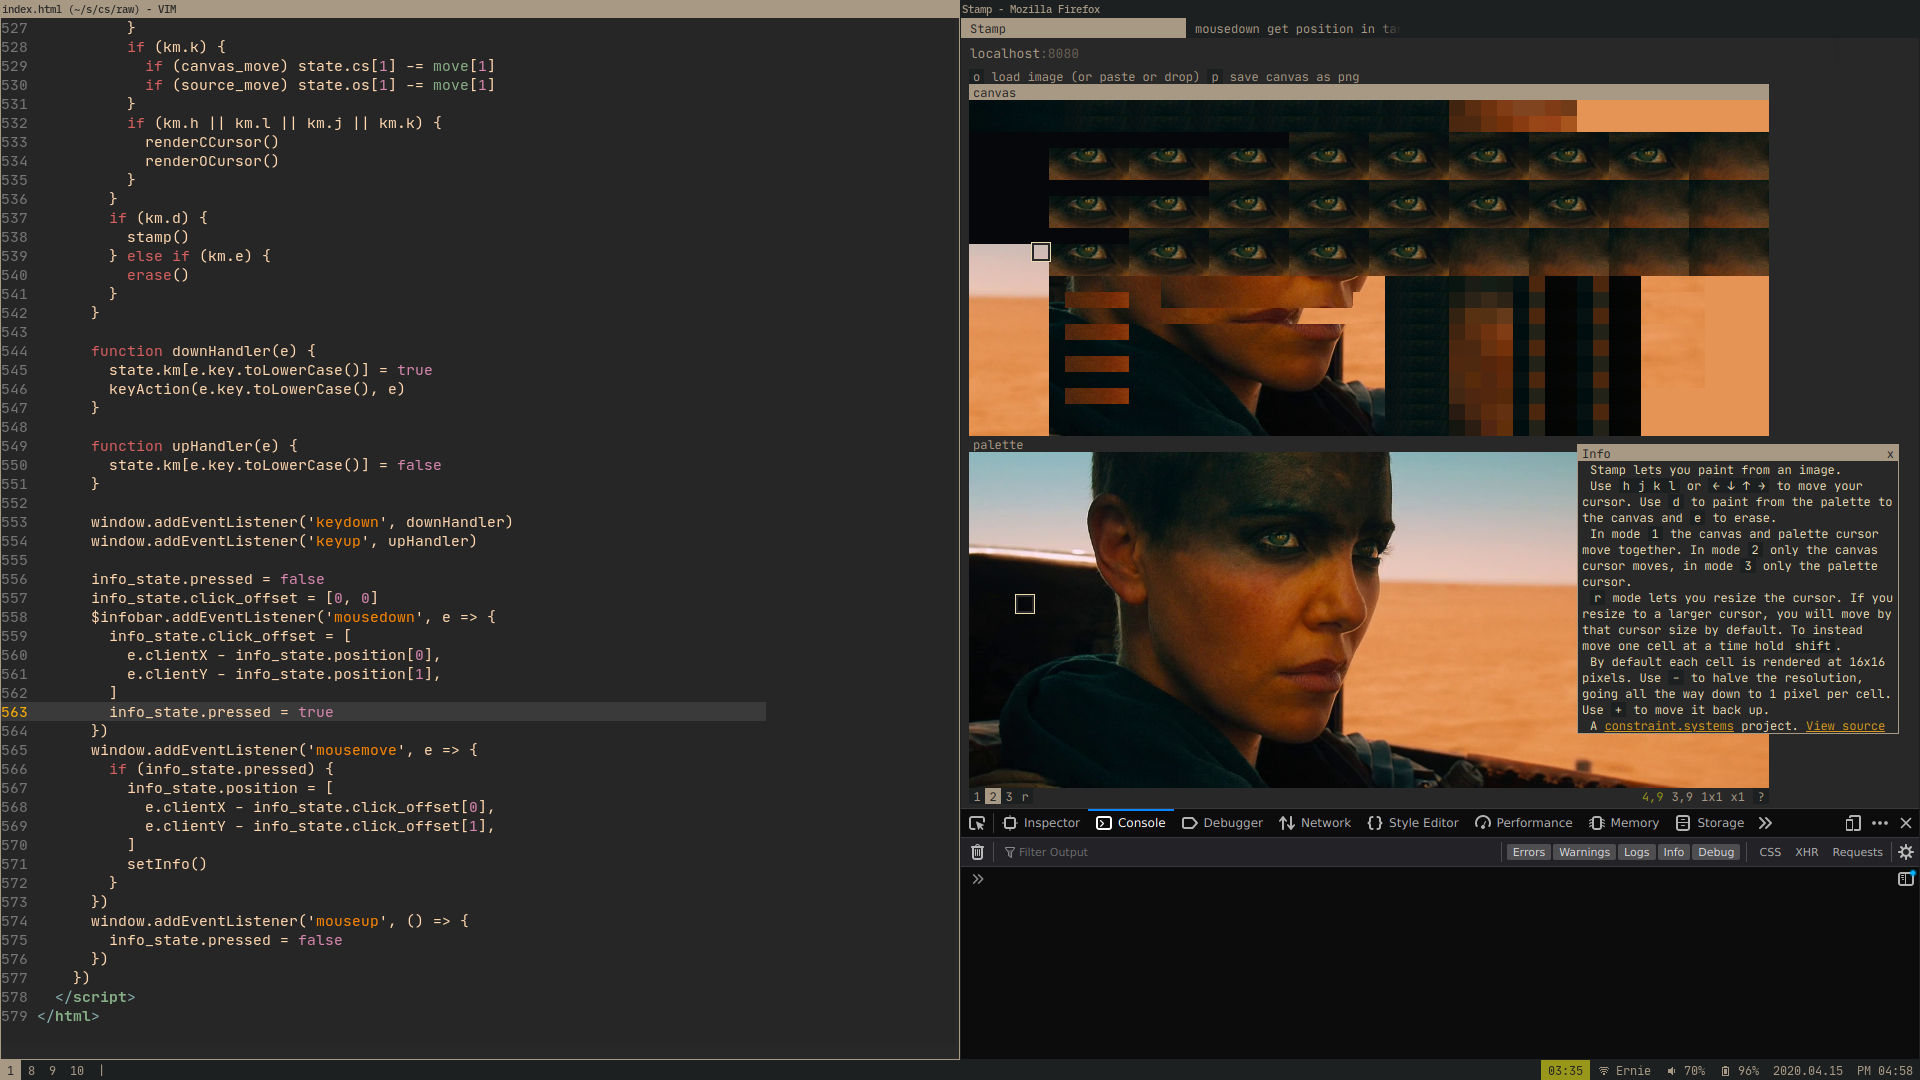 index.html (~/s/cs/raw) - VIM
527 }
528 if (km.k) {
529 if (canvas_move) state.cs[1] -= move[1]
530 if (source_move) state.os[1] -= move[1]
531 }
532 if (km.h || km.l || km.j || km.k) {
533 renderCCursor()
534 renderOCursor()
535 }
536 }
537 if (km.d) {
538 stamp()
539 } else if (km.e) {
540 erase()
541 }
542 }
543
544 function downHandler(e) {
545 state.km[e.key.toLowerCase()] = true
546 keyAction(e.key.toLowerCase(), e)
547 }
548
549 function upHandler(e) {
550 state.km[e.key.toLowerCase()] = false
551 }
552
553 window.addEventListener('keydown', downHandler)
554 window.addEventListener('keyup', upHandler)
555
556 info_state.pressed = false
557 info_state.click_offset = [0, 0]
558 $infobar.addEventListener('mousedown', e => {
559 info_state.click_offset = [
560 e.clientX - info_state.position[0],
561 e.clientY - info_state.position[1],
562 ]
563 info_state.pressed = true
564 })
565 window.addEventListener('mousemove', e => {
566 if (info_state.pressed) {
567 info_state.position = [
568 e.clientX - info_state.click_offset[0],
569 e.clientY - info_state.click_offset[1],
570 ]
571 setInfo()
572 }
573 })
574 window.addEventListener('mouseup', () => {
575 info_state.pressed = false
576 })
577 })
578 </script>
579 </html>
Stamp - Mozilla Firefox
Stamp mousedown get position in ta
localhost:8080
o load image (or paste or drop) p save canvas as png
canvas
palette
Info x
Stamp lets you paint from an image.
Use h j k l or ← ↓ ↑ → to move your
cursor. Use d to paint from the palette to
the canvas and e to erase.
In mode 1 the canvas and palette cursor
move together. In mode 2 only the canvas
cursor moves, in mode 3 only the palette
cursor.
r mode lets you resize the cursor. If you
resize to a larger cursor, you will move by
that cursor size by default. To instead
move one cell at a time hold shift.
By default each cell is rendered at 16x16
pixels. Use - to halve the resolution,
going all the way down to 1 pixel per cell.
Use + to move it back up.
A constraint.systems project. View source
1 2 3 r 4,9 3,9 1x1 x1 ?
Inspector Console Debugger Network Style Editor Performance Memory Storage
Filter Output Errors Warnings Logs Info Debug CSS XHR Requests
1 8 9 10 | 03:35 Ernie 70% 96% 2020.04.15 PM 04:58